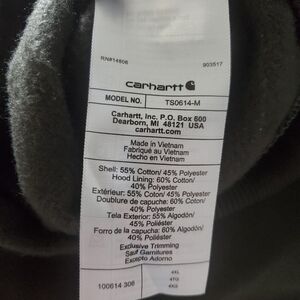 RN#14806 903517
carhartt
MODEL NO. TS0614-M
Carhartt, Inc. P.O. Box 600
Dearborn, MI 48121 USA
carhartt.com
Made in Vietnam
Fabriqué au Vietnam
Hecho en Vietnam
Shell: 55% Cotton/ 45% Polyester
Hood Lining: 60% Cotton/
40% Polyester
Extérieur: 55% Coton/ 45% Polyester
Doublure de capuche: 60% Coton/
40% Polyester
Tela Exterior: 55% Algodón/
45% Poliéster
Forro de la capucha: 60% Algodón/
40% Poliéster
Exclusive Trimming
Sauf Garnitures
Excepto Adorno
100614 306
4XL
4TG
4XG